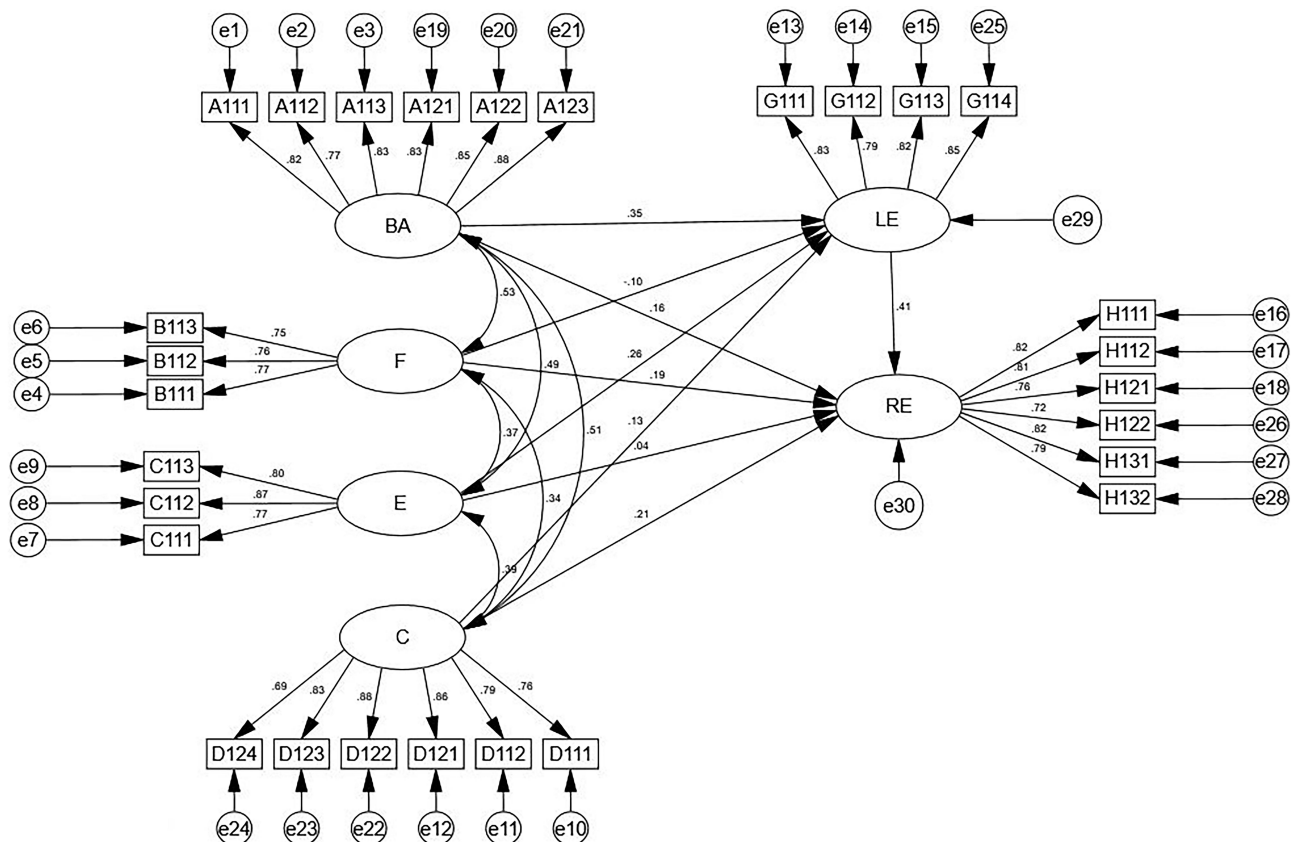 e1 e2 e3 e19 e20 e21 e13 e14 e15 e25
A111 A112 A113 A121 A122 A123 G111 G112 G113 G114
.82 .77 .83 .83 .85 .88 .83 .79 .82 .85
BA .35 LE e29
.53 -.10 .16 .41
e6 B113 .75
e5 B112 .76 F
e4 B111 .77
.49 .26 .19
RE
.82 H111 e16
.81 H112 e17
.76 H121 e18
.72 H122 e26
.82 H131 e27
.79 H132 e28
.37 .51 .13 .04
e9 C113 .80
e8 C112 .87 E
e7 C111 .77
.34 .21 e30
.39
C
.69 .83 .88 .86 .79 .76
D124 D123 D122 D121 D112 D111
e24 e23 e22 e12 e11 e10